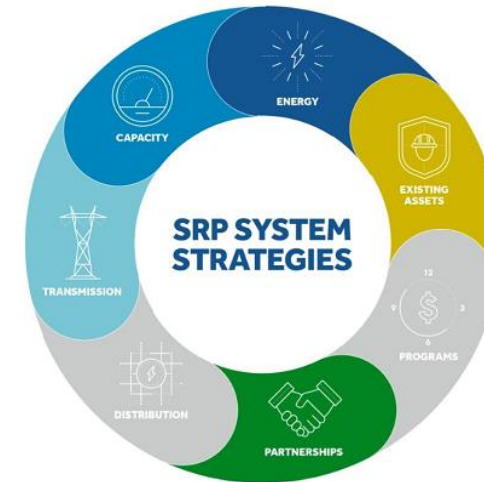 SRP SYSTEM
STRATEGIES
ENERGY
EXISTING
ASSETS
12
9
$
3
6
PROGRAMS
PARTNERSHIPS
DISTRIBUTION
TRANSMISSION
CAPACITY